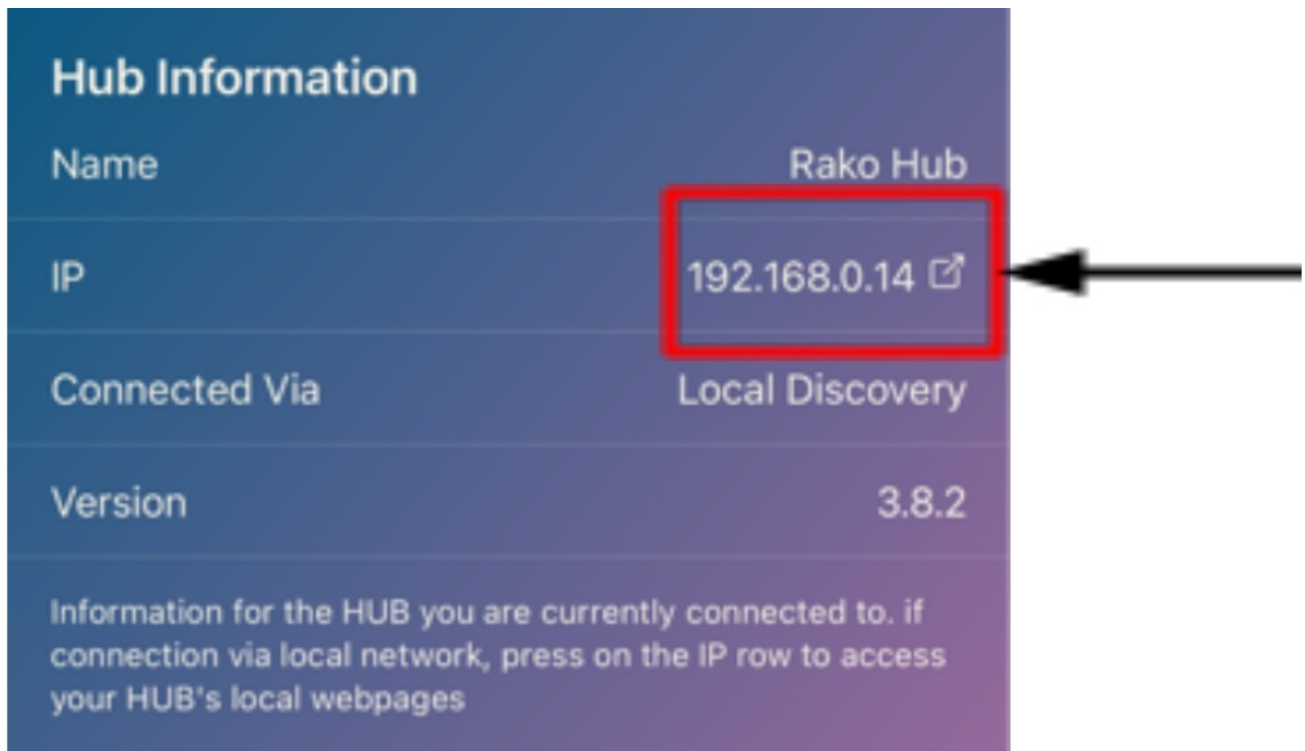 Hub Information
Name Rako Hub
IP 192.168.0.14
Connected Via Local Discovery
Version 3.8.2
Information for the HUB you are currently connected to. if
connection via local network, press on the IP row to access
your HUB's local webpages